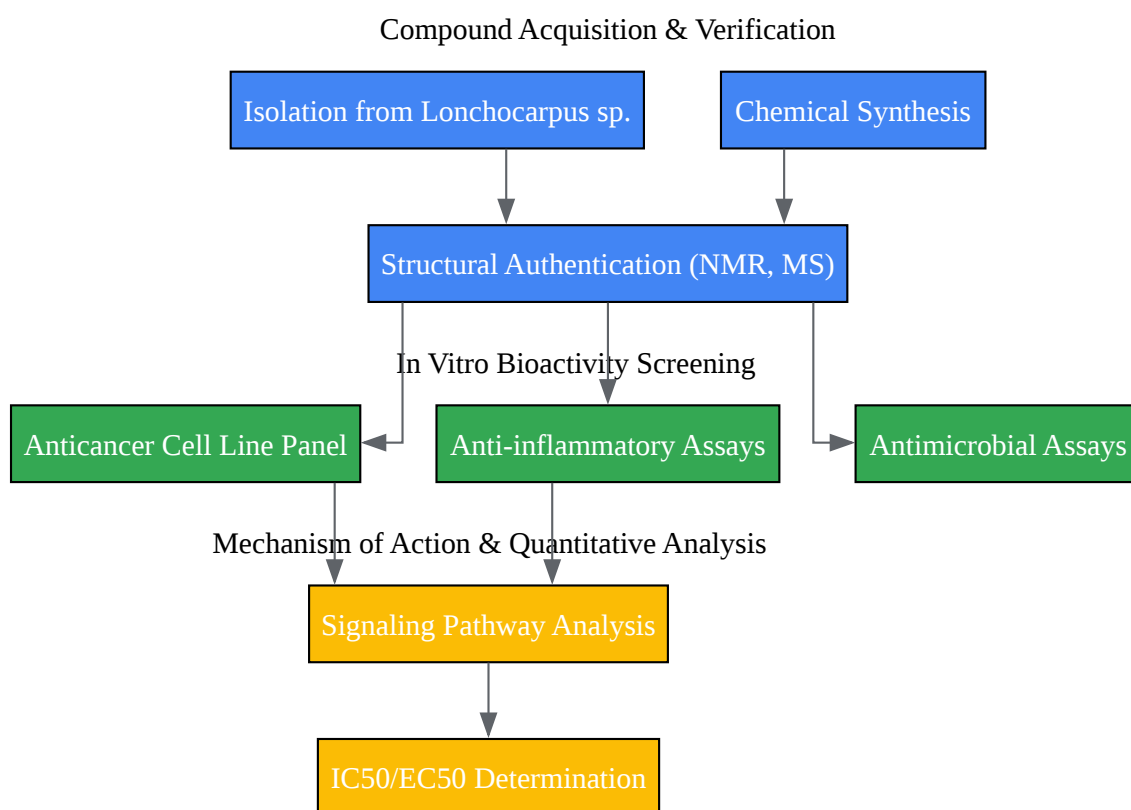 Compound Acquisition & Verification
Isolation from Lonchocarpus sp.
Chemical Synthesis
Structural Authentication (NMR, MS)
In Vitro Bioactivity Screening
Anticancer Cell Line Panel
Anti-inflammatory Assays
Antimicrobial Assays
Mechanism of Action & Quantitative Analysis
Signaling Pathway Analysis
IC50/EC50 Determination